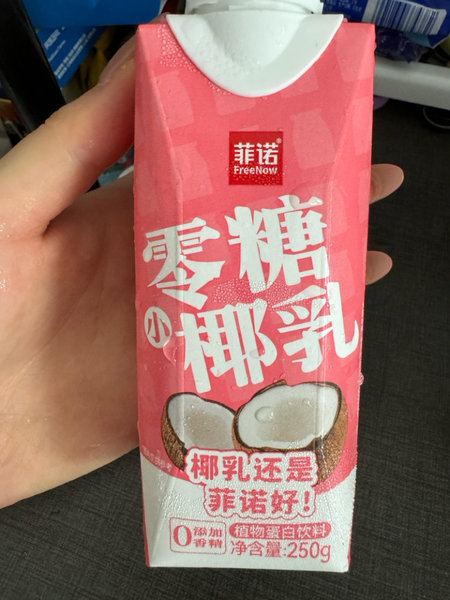 菲诺®
FreeNow
零糖
小椰乳
椰乳还是
菲诺好!
0添加
香精
植物蛋白饮料
净含量:250g